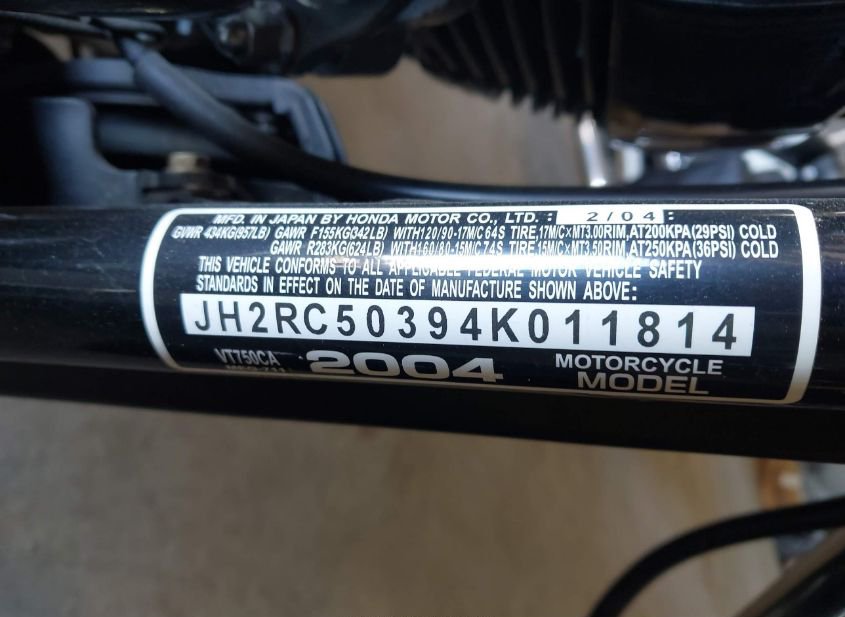 MFD. IN JAPAN BY HONDA MOTOR CO., LTD. : 2/04 :
GVWR 434KG(957LB) GAWR F155KG(342LB) WITH120/90-17M/C 64S TIRE,17M/C×MT3.00RIM,AT200KPA(29PSI) COLD
GAWR R283KG(624LB) WITH160/80-15M/C 74S TIRE,15M/C×MT3.50RIM,AT250KPA(36PSI) COLD
THIS VEHICLE CONFORMS TO ALL APPLICABLE FEDERAL MOTOR VEHICLE SAFETY
STANDARDS IN EFFECT ON THE DATE OF MANUFACTURE SHOWN ABOVE:
JH2RC50394K011814
VT750CA 2004 MOTORCYCLE
MODEL